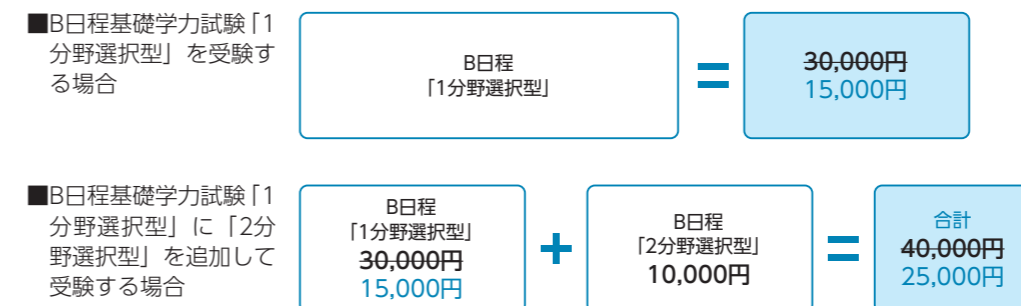 ■B日程基礎学力試験「1
分野選択型」を受験す
る場合
B日程
「1分野選択型」
=
30,000円
15,000円
■B日程基礎学力試験「1
分野選択型」に「2分
野選択型」を追加して
受験する場合
B日程
「1分野選択型」
30,000円
15,000円
+
B日程
「2分野選択型」
10,000円
=
合計
40,000円
25,000円